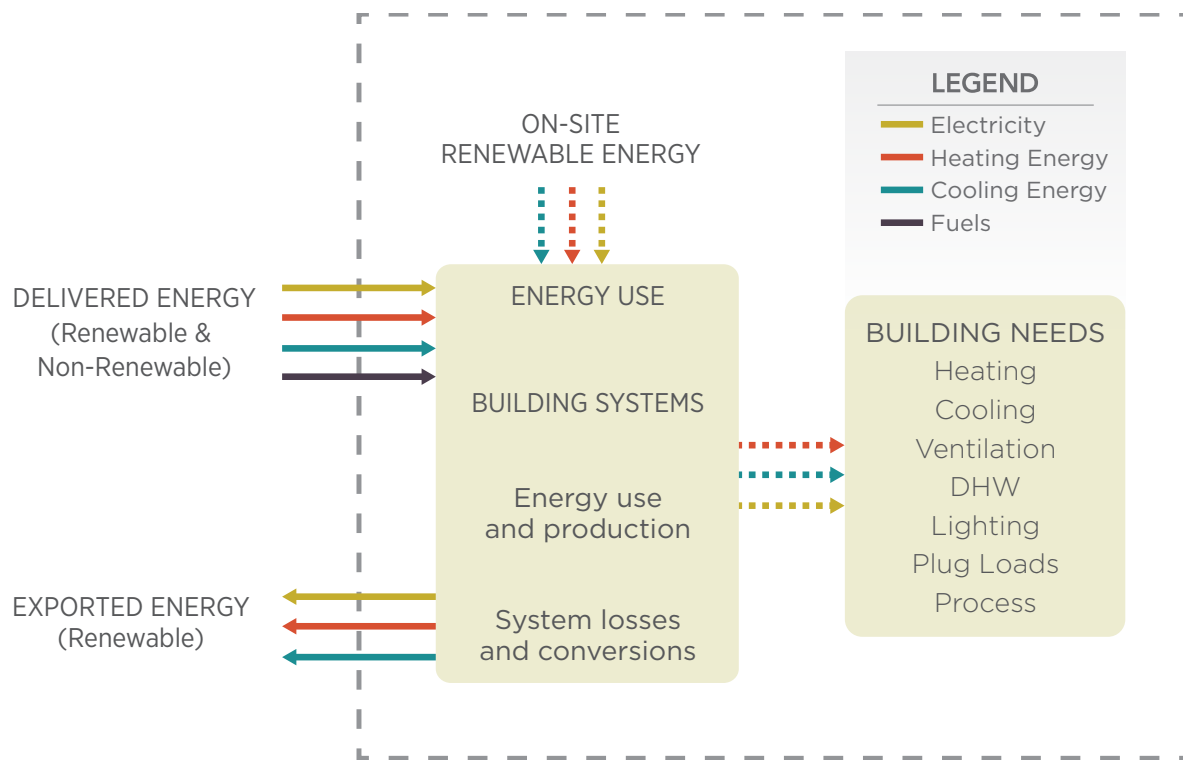 ON-SITE
RENEWABLE ENERGY
LEGEND
Electricity
Heating Energy
Cooling Energy
Fuels
DELIVERED ENERGY
(Renewable &
Non-Renewable)
ENERGY USE
BUILDING SYSTEMS
Energy use
and production
System losses
and conversions
BUILDING NEEDS
Heating
Cooling
Ventilation
DHW
Lighting
Plug Loads
Process
EXPORTED ENERGY
(Renewable)